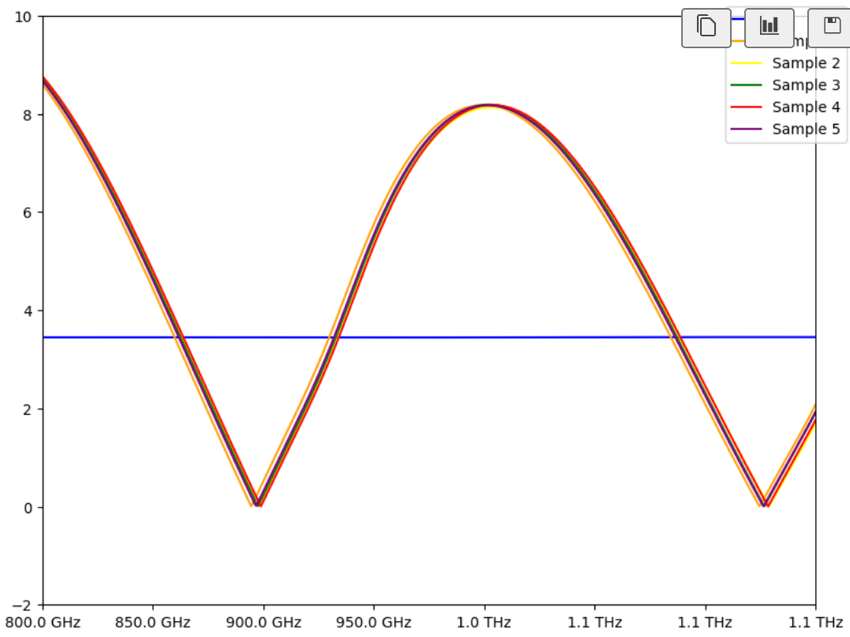 10
8
6
4
2
0
−2
Sample 2
Sample 3
Sample 4
Sample 5
800.0 GHz 850.0 GHz 900.0 GHz 950.0 GHz 1.0 THz 1.1 THz 1.1 THz 1.1 THz